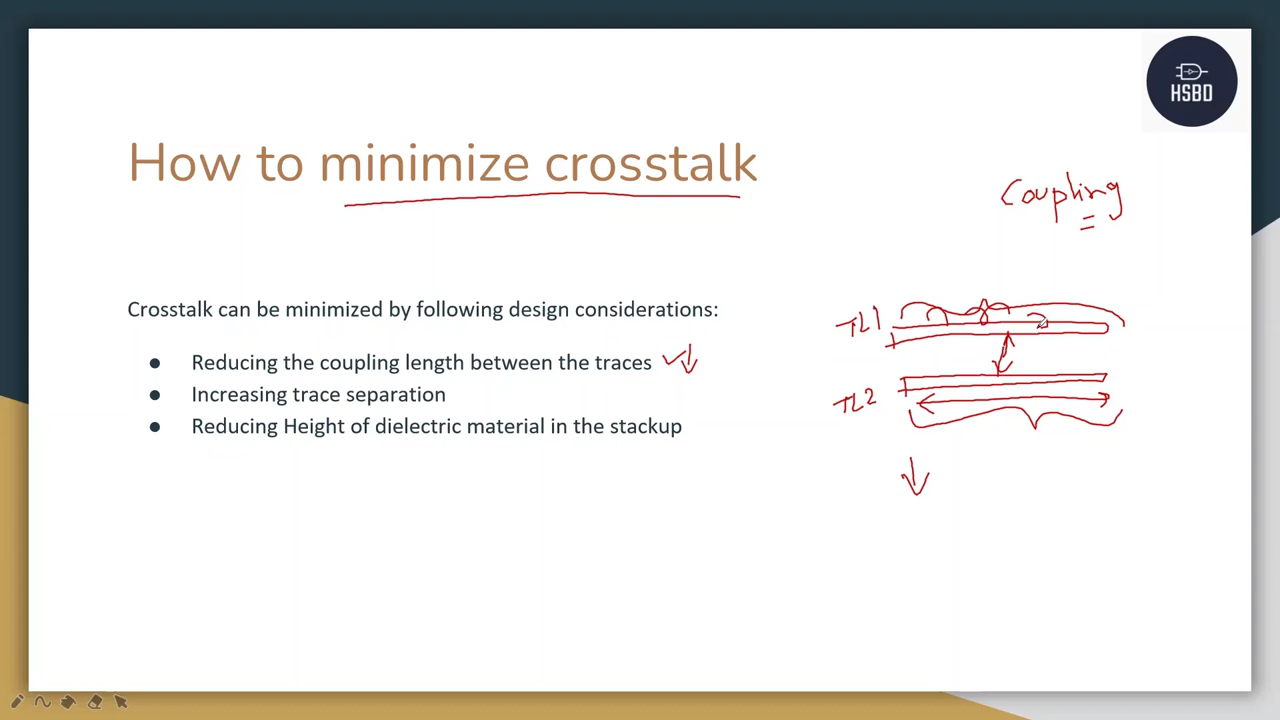 HSBD
How to minimize crosstalk
Coupling
Crosstalk can be minimized by following design considerations:
● Reducing the coupling length between the traces
● Increasing trace separation
● Reducing Height of dielectric material in the stackup
TL1
TL2